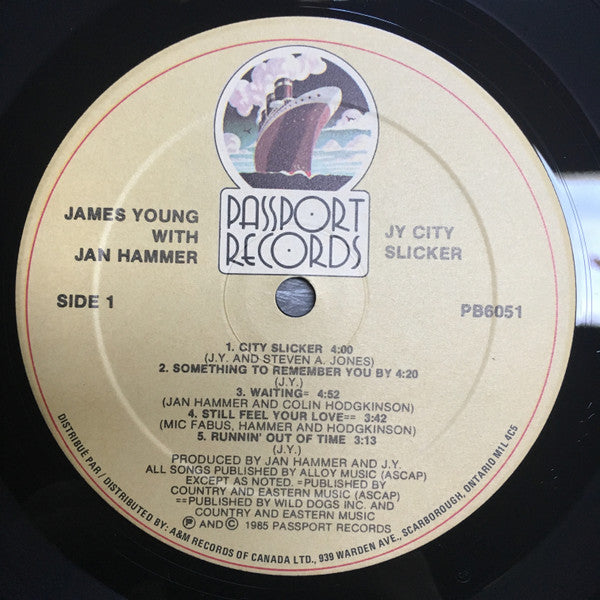 PASSPORT
RECORDS
JAMES YOUNG
WITH
JAN HAMMER
JY CITY
SLICKER
SIDE 1
PB6051
1. CITY SLICKER 4:00
(J.Y. AND STEVEN A. JONES)
2. SOMETHING TO REMEMBER YOU BY 4:20
(J.Y.)
3. WAITING= 4:52
(JAN HAMMER AND COLIN HODGKINSON)
4. STILL FEEL YOUR LOVE== 3:42
(MIC FABUS, HAMMER AND HODGKINSON)
5. RUNNIN' OUT OF TIME 3:13
(J.Y.)
PRODUCED BY JAN HAMMER AND J.Y.
ALL SONGS PUBLISHED BY ALLOY MUSIC (ASCAP)
EXCEPT AS NOTED. =PUBLISHED BY
COUNTRY AND EASTERN MUSIC (ASCAP)
==PUBLISHED BY WILD DOGS INC. AND
COUNTRY AND EASTERN MUSIC
Ⓟ AND Ⓒ 1985 PASSPORT RECORDS
DISTRIBUE PAR / DISTRIBUTED BY: A&M RECORDS OF CANADA LTD., 939 WARDEN AVE., SCARBOROUGH, ONTARIO M1L 4C5